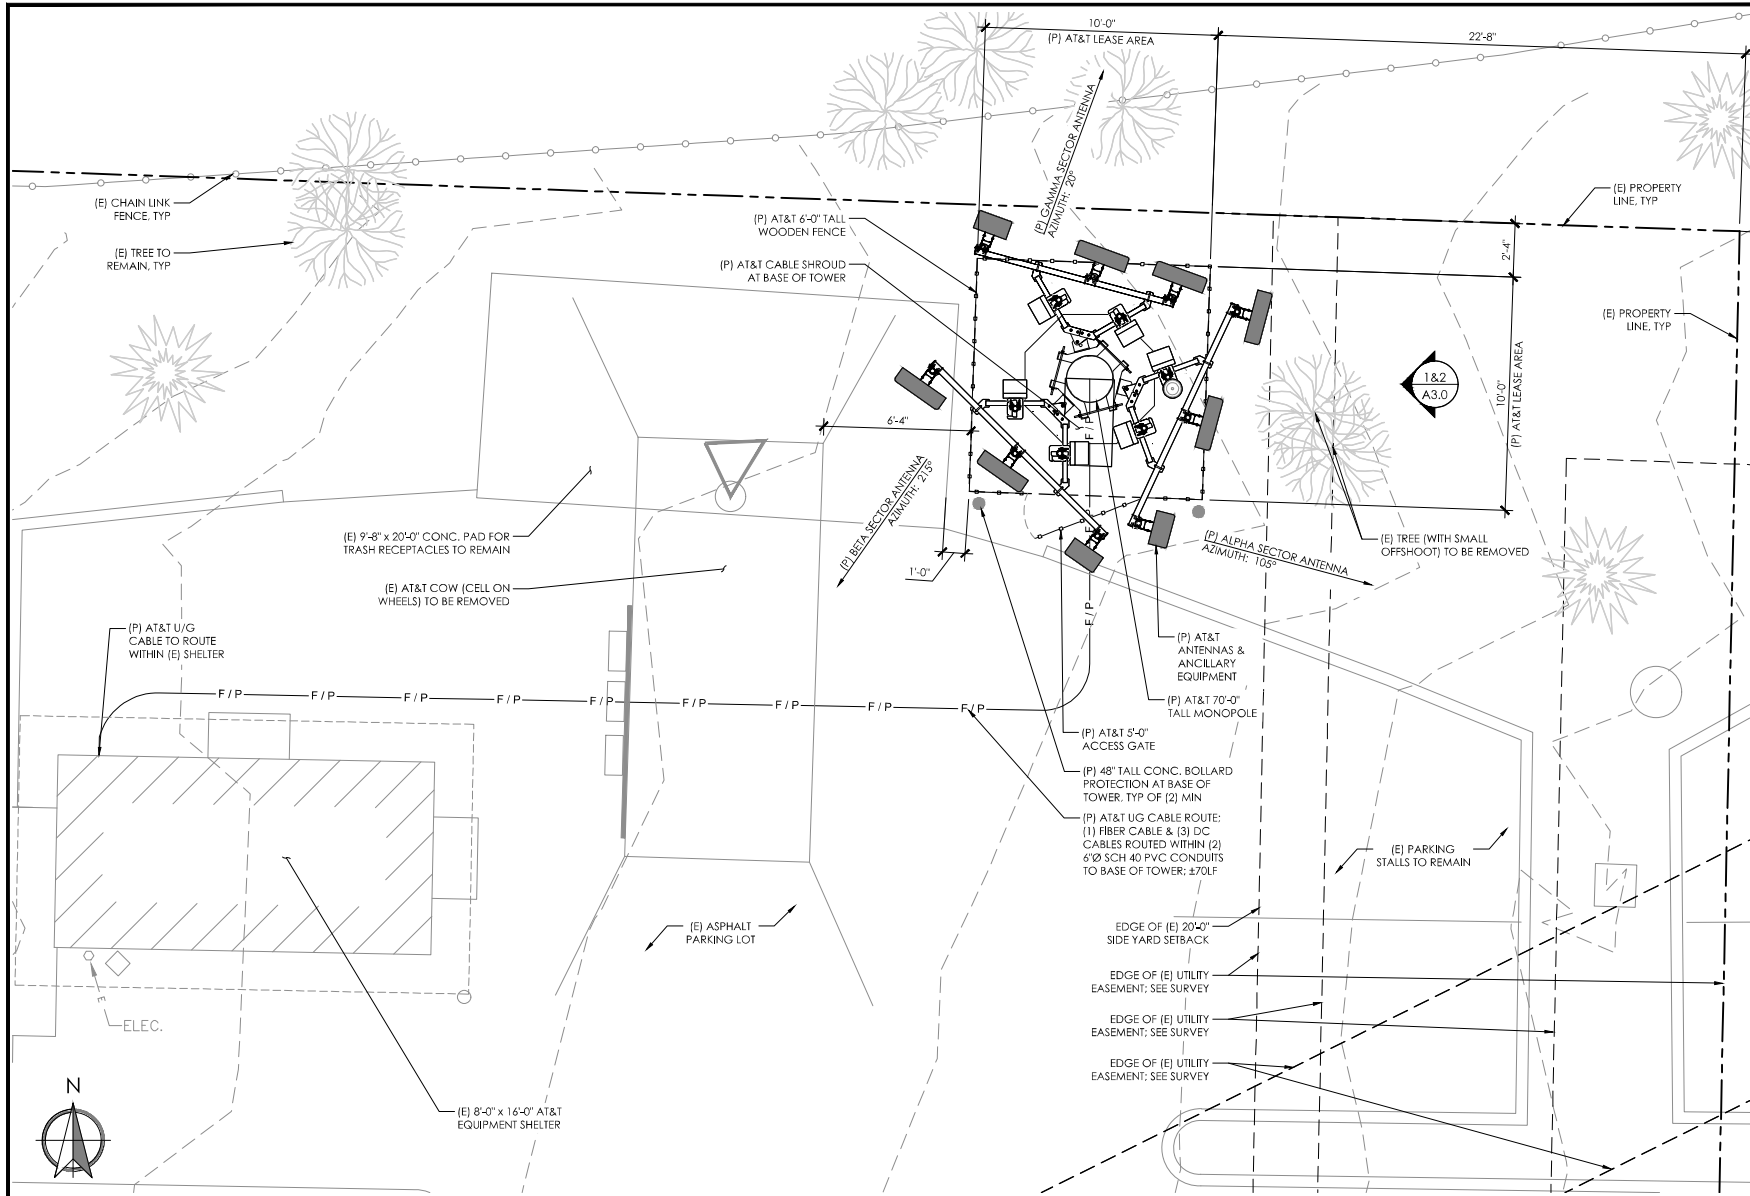 10'-0"
(P) AT&T LEASE AREA
22'-8"
(P) GAMMA SECTOR ANTENNA
AZIMUTH: 20°
(E) CHAIN LINK
FENCE, TYP
(E) TREE TO
REMAIN, TYP
(P) AT&T 6'-0" TALL
WOODEN FENCE
(P) AT&T CABLE SHROUD
AT BASE OF TOWER
(E) PROPERTY
LINE, TYP
2'-4"
(E) PROPERTY
LINE, TYP
10'-0"
(P) AT&T LEASE AREA
1&2
A3.0
6'-4"
(P) BETA SECTOR ANTENNA
AZIMUTH: 215°
F / P
(E) 9'-8" x 20'-0" CONC. PAD FOR
TRASH RECEPTACLES TO REMAIN
(E) AT&T COW (CELL ON
WHEELS) TO BE REMOVED
1'-0"
(P) ALPHA SECTOR ANTENNA
AZIMUTH: 105°
(E) TREE (WITH SMALL
OFFSHOOT) TO BE REMOVED
F / P
(P) AT&T U/G
CABLE TO ROUTE
WITHIN (E) SHELTER
(P) AT&T
ANTENNAS &
ANCILLARY
EQUIPMENT
F / P
F / P
F / P
F / P
F / P
F / P
F / P
F / P
F / P
(P) AT&T 70'-0"
TALL MONOPOLE
(P) AT&T 5'-0"
ACCESS GATE
(P) 48" TALL CONC. BOLLARD
PROTECTION AT BASE OF
TOWER, TYP OF (2) MIN
(P) AT&T UG CABLE ROUTE;
(1) FIBER CABLE & (3) DC
CABLES ROUTED WITHIN (2)
6"Ø SCH 40 PVC CONDUITS
TO BASE OF TOWER; ±70LF
(E) PARKING
STALLS TO REMAIN
(E) ASPHALT
PARKING LOT
EDGE OF (E) 20'-0"
SIDE YARD SETBACK
EDGE OF (E) UTILITY
EASEMENT; SEE SURVEY
EDGE OF (E) UTILITY
EASEMENT; SEE SURVEY
EDGE OF (E) UTILITY
EASEMENT; SEE SURVEY
E
ELEC.
N
(E) 8'-0" x 16'-0" AT&T
EQUIPMENT SHELTER